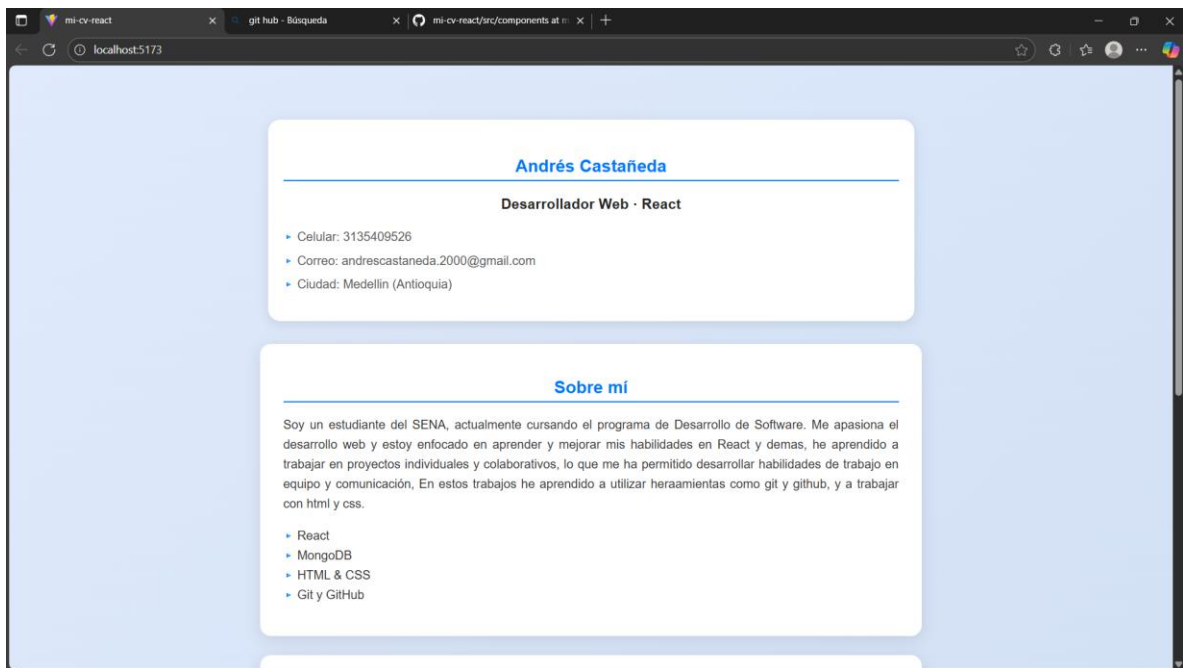 mi-cv-react
git hub - Búsqueda
mi-cv-react/src/components at m
localhost:5173
Andrés Castañeda
Desarrollador Web · React
Celular: 3135409526
Correo: andrescastaneda.2000@gmail.com
Ciudad: Medellin (Antioquia)
Sobre mí
Soy un estudiante del SENA, actualmente cursando el programa de Desarrollo de Software. Me apasiona el
desarrollo web y estoy enfocado en aprender y mejorar mis habilidades en React y demas, he aprendido a
trabajar en proyectos individuales y colaborativos, lo que me ha permitido desarrollar habilidades de trabajo en
equipo y comunicación, En estos trabajos he aprendido a utilizar heraamientas como git y github, y a trabajar
con html y css.
React
MongoDB
HTML & CSS
Git y GitHub